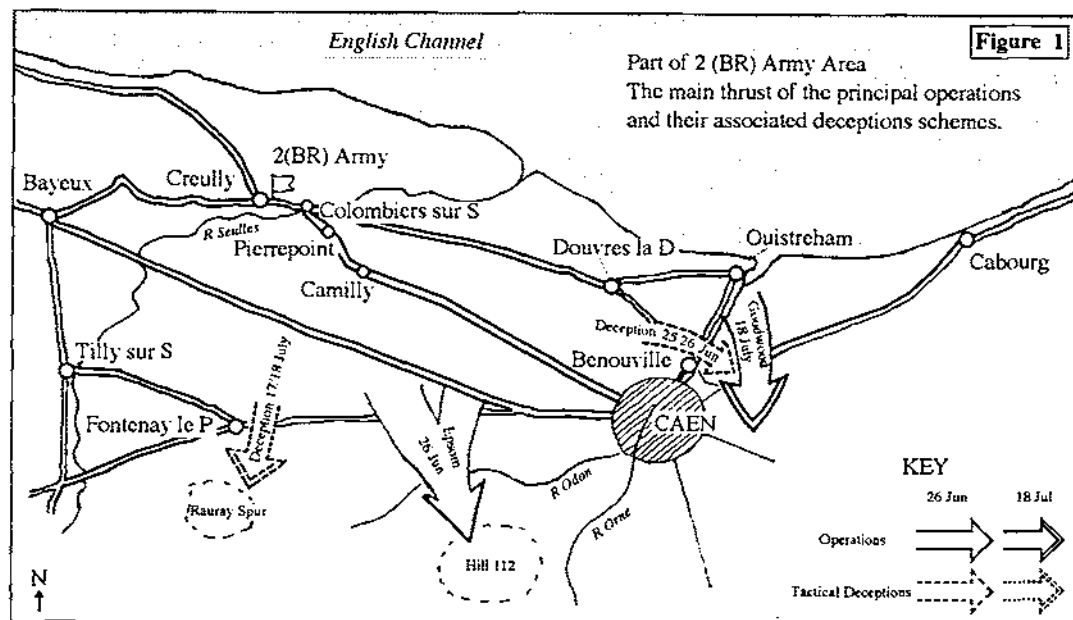 English Channel
Figure 1
Part of 2 (BR) Army Area
The main thrust of the principal operations
and their associated deceptions schemes.
2(BR) Army
Bayeux
Creully
Colombiers sur S
R Seulles
Pierrepoint
Camilly
Douvres la D
Ouistreham
Cabourg
Deception 25 26 Jun
Goodwood
18 July
Benouville
Tilly sur S
Deception 17/18 July
Fontenay le P
Epsom
26 Jun
CAEN
R Odon
R Orne
Rauray Spur
Hill 112
KEY
26 Jun
18 Jul
Operations
Tactical Deceptions
N